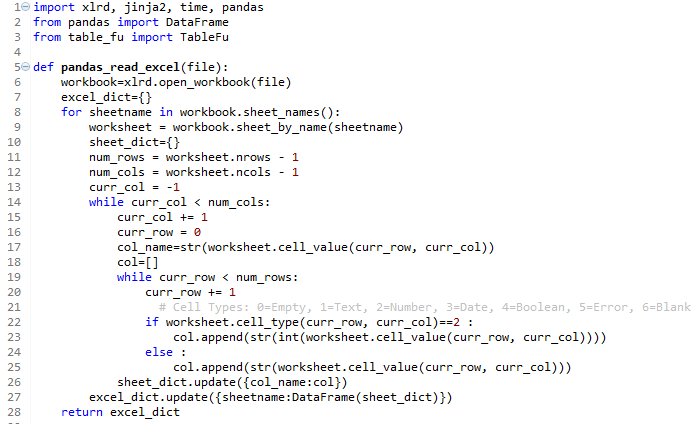 1 import xlrd, jinja2, time, pandas
2 from pandas import DataFrame
3 from table_fu import TableFu
4
5 def pandas_read_excel(file):
6     workbook=xlrd.open_workbook(file)
7     excel_dict={}
8     for sheetname in workbook.sheet_names():
9         worksheet = workbook.sheet_by_name(sheetname)
10         sheet_dict={}
11         num_rows = worksheet.nrows - 1
12         num_cols = worksheet.ncols - 1
13         curr_col = -1
14         while curr_col < num_cols:
15             curr_col += 1
16             curr_row = 0
17             col_name=str(worksheet.cell_value(curr_row, curr_col))
18             col=[]
19             while curr_row < num_rows:
20                 curr_row += 1
21                   # Cell Types: 0=Empty, 1=Text, 2=Number, 3=Date, 4=Boolean, 5=Error, 6=Blank
22                 if worksheet.cell_type(curr_row, curr_col)==2 :
23                     col.append(str(int(worksheet.cell_value(curr_row, curr_col))))
24                 else :
25                     col.append(str(worksheet.cell_value(curr_row, curr_col)))
26             sheet_dict.update({col_name:col})
27         excel_dict.update({sheetname:DataFrame(sheet_dict)})
28     return excel_dict